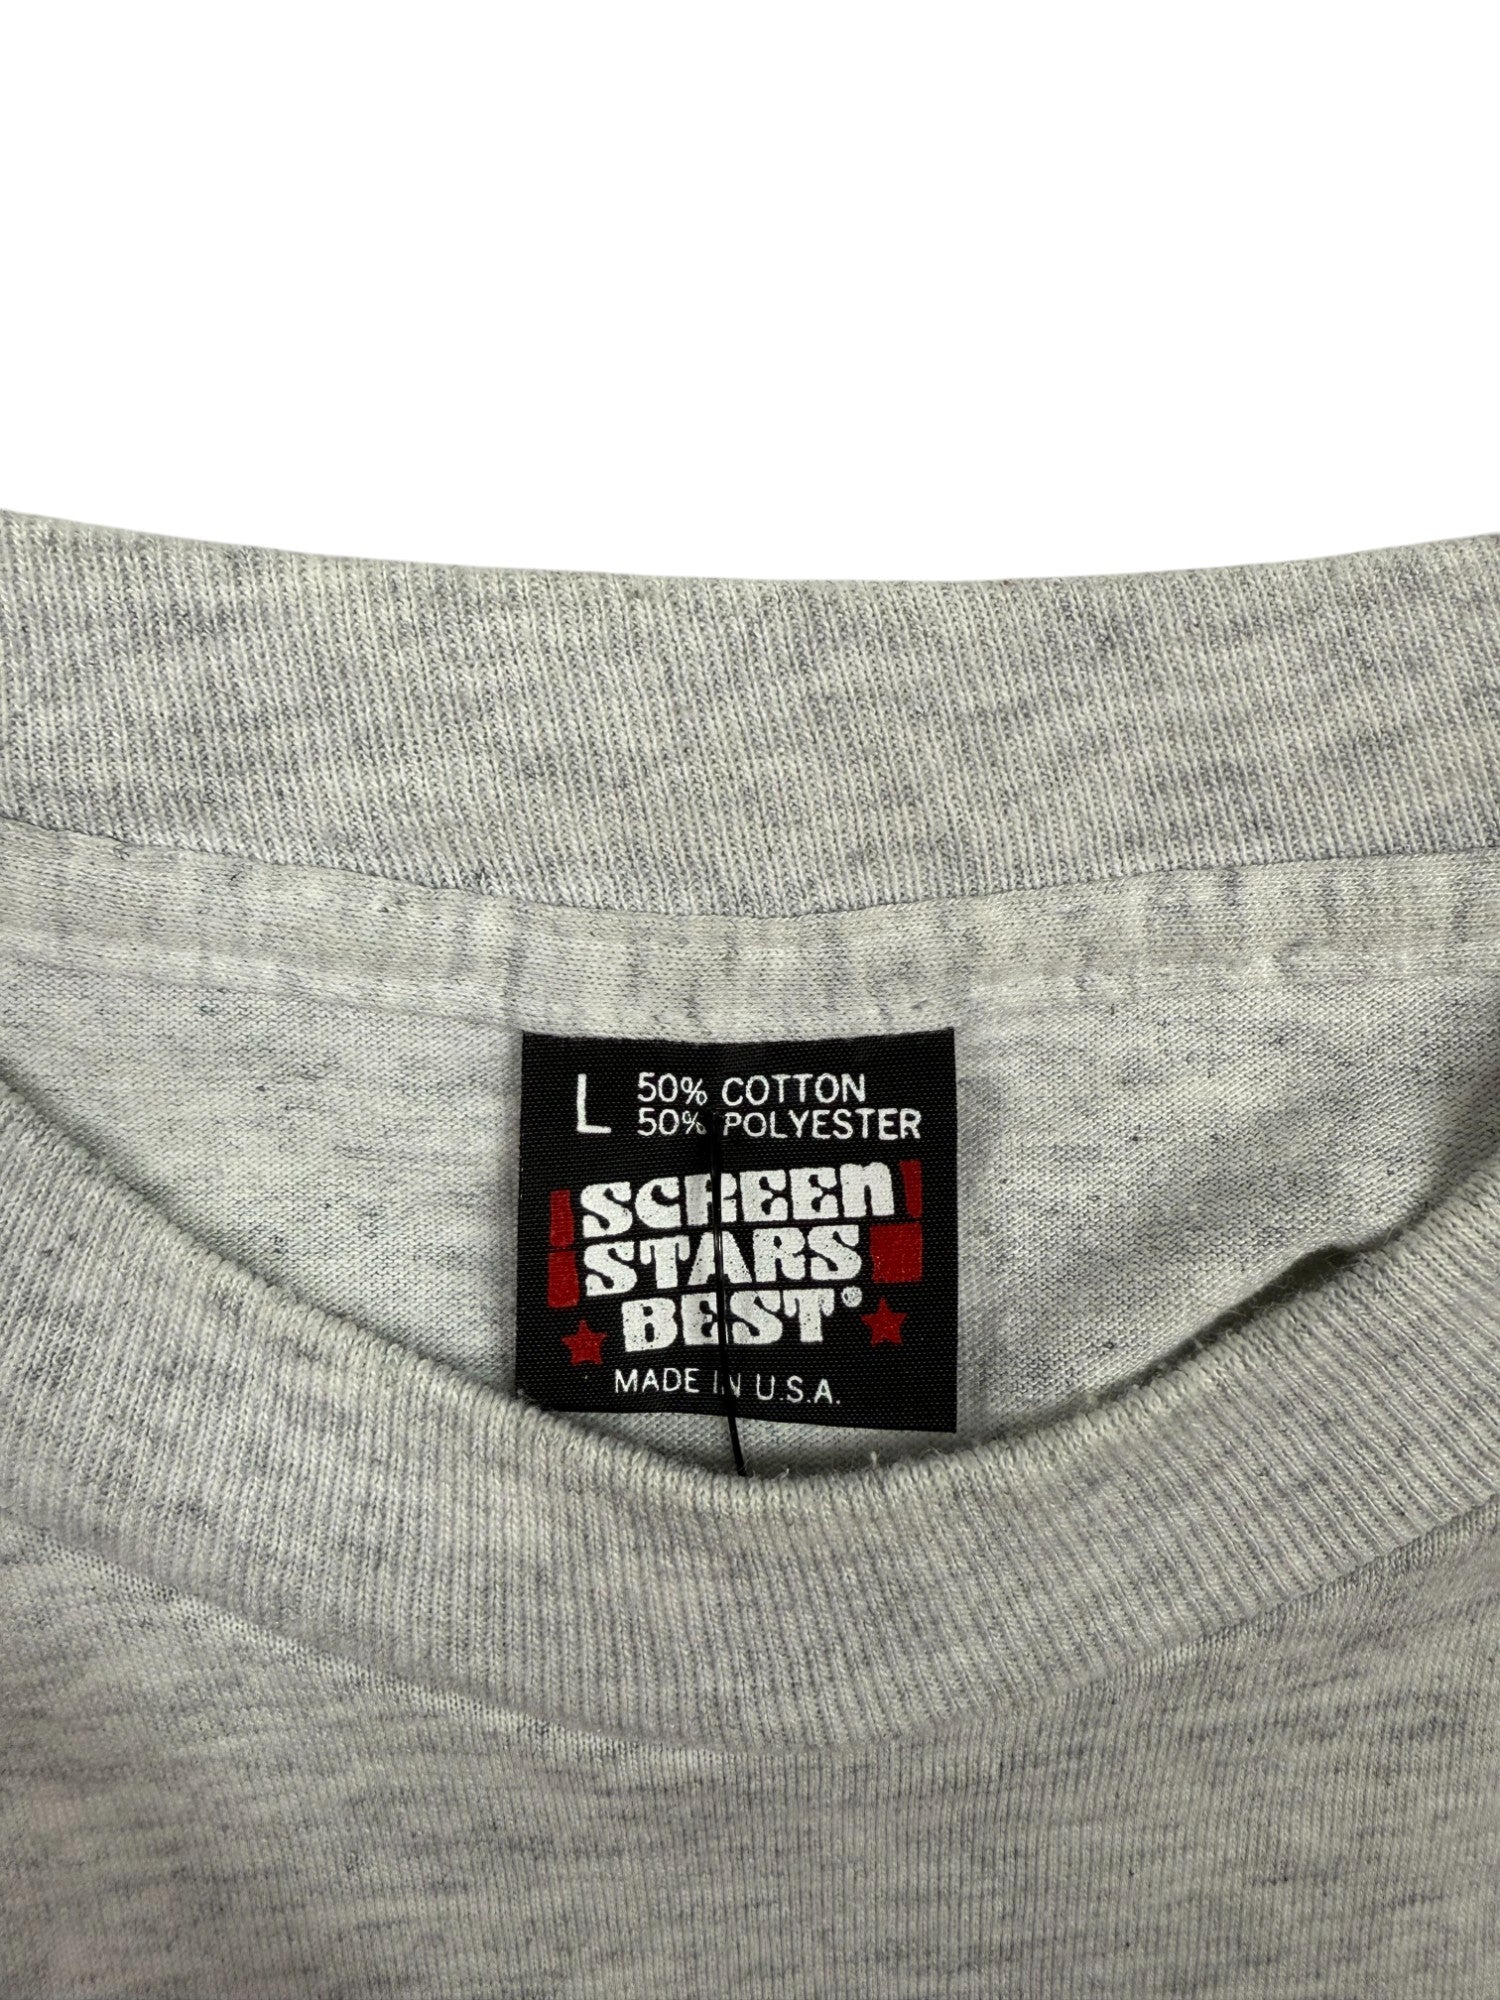 L 50% COTTON
50% POLYESTER
SCREEN
STARS
BEST®
MADE IN U.S.A.